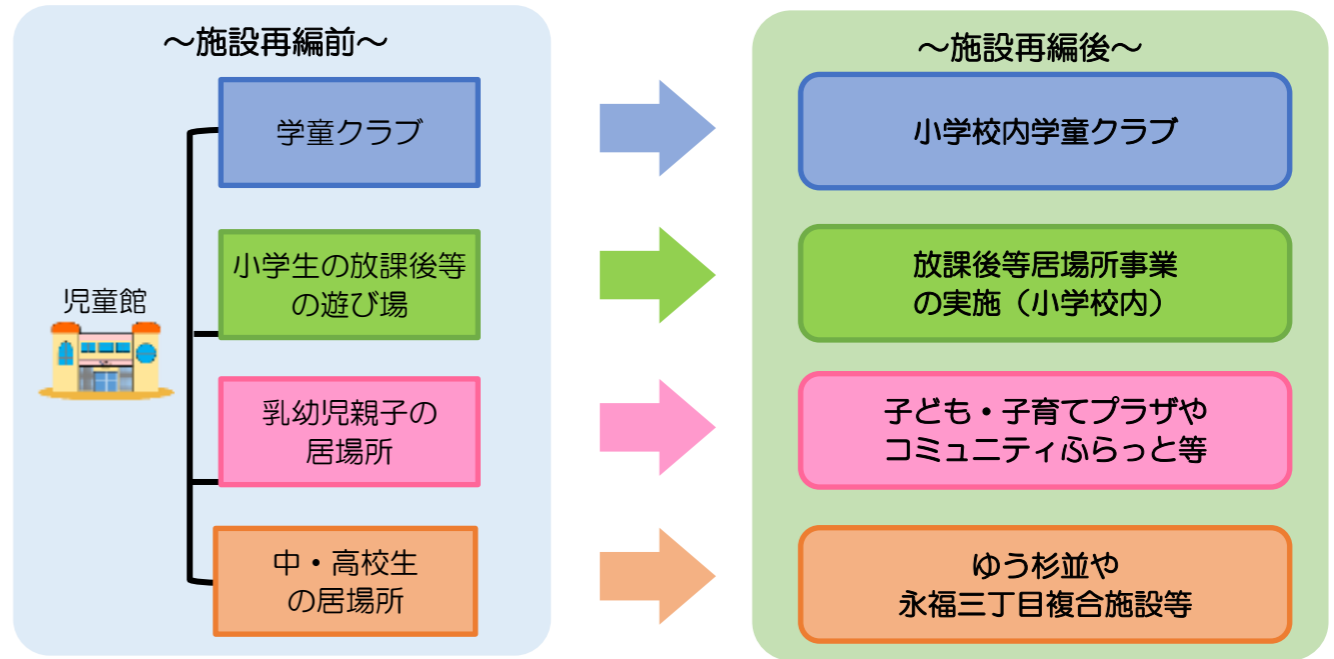 ～施設再編前～
児童館
学童クラブ
小学生の放課後等
の遊び場
乳幼児親子の
居場所
中・高校生
の居場所
～施設再編後～
小学校内学童クラブ
放課後等居場所事業
の実施（小学校内）
子ども・子育てプラザや
コミュニティふらっと等
ゆう杉並や
永福三丁目複合施設等